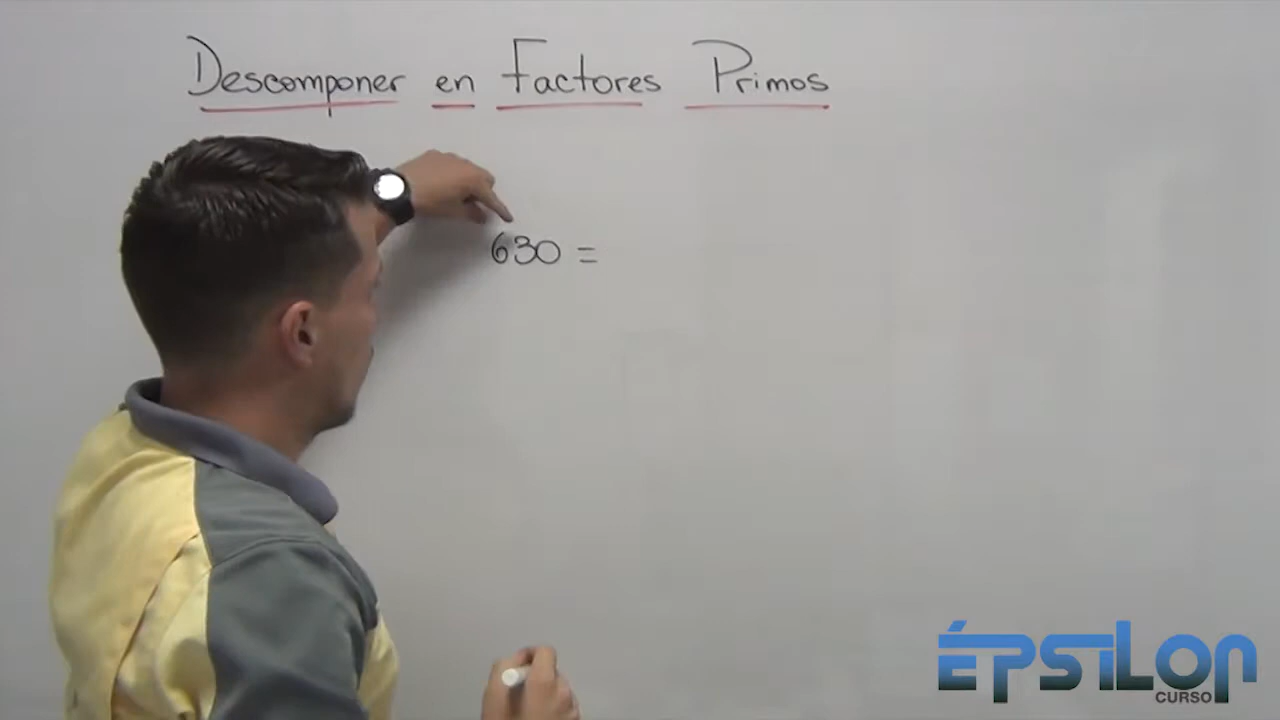 Descomponer en Factores Primos
630 =
ÉPSILON
CURSO